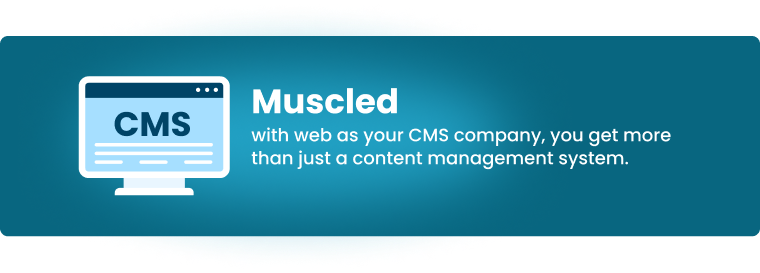 CMS
Muscled
with web as your CMS company, you get more
than just a content management system.